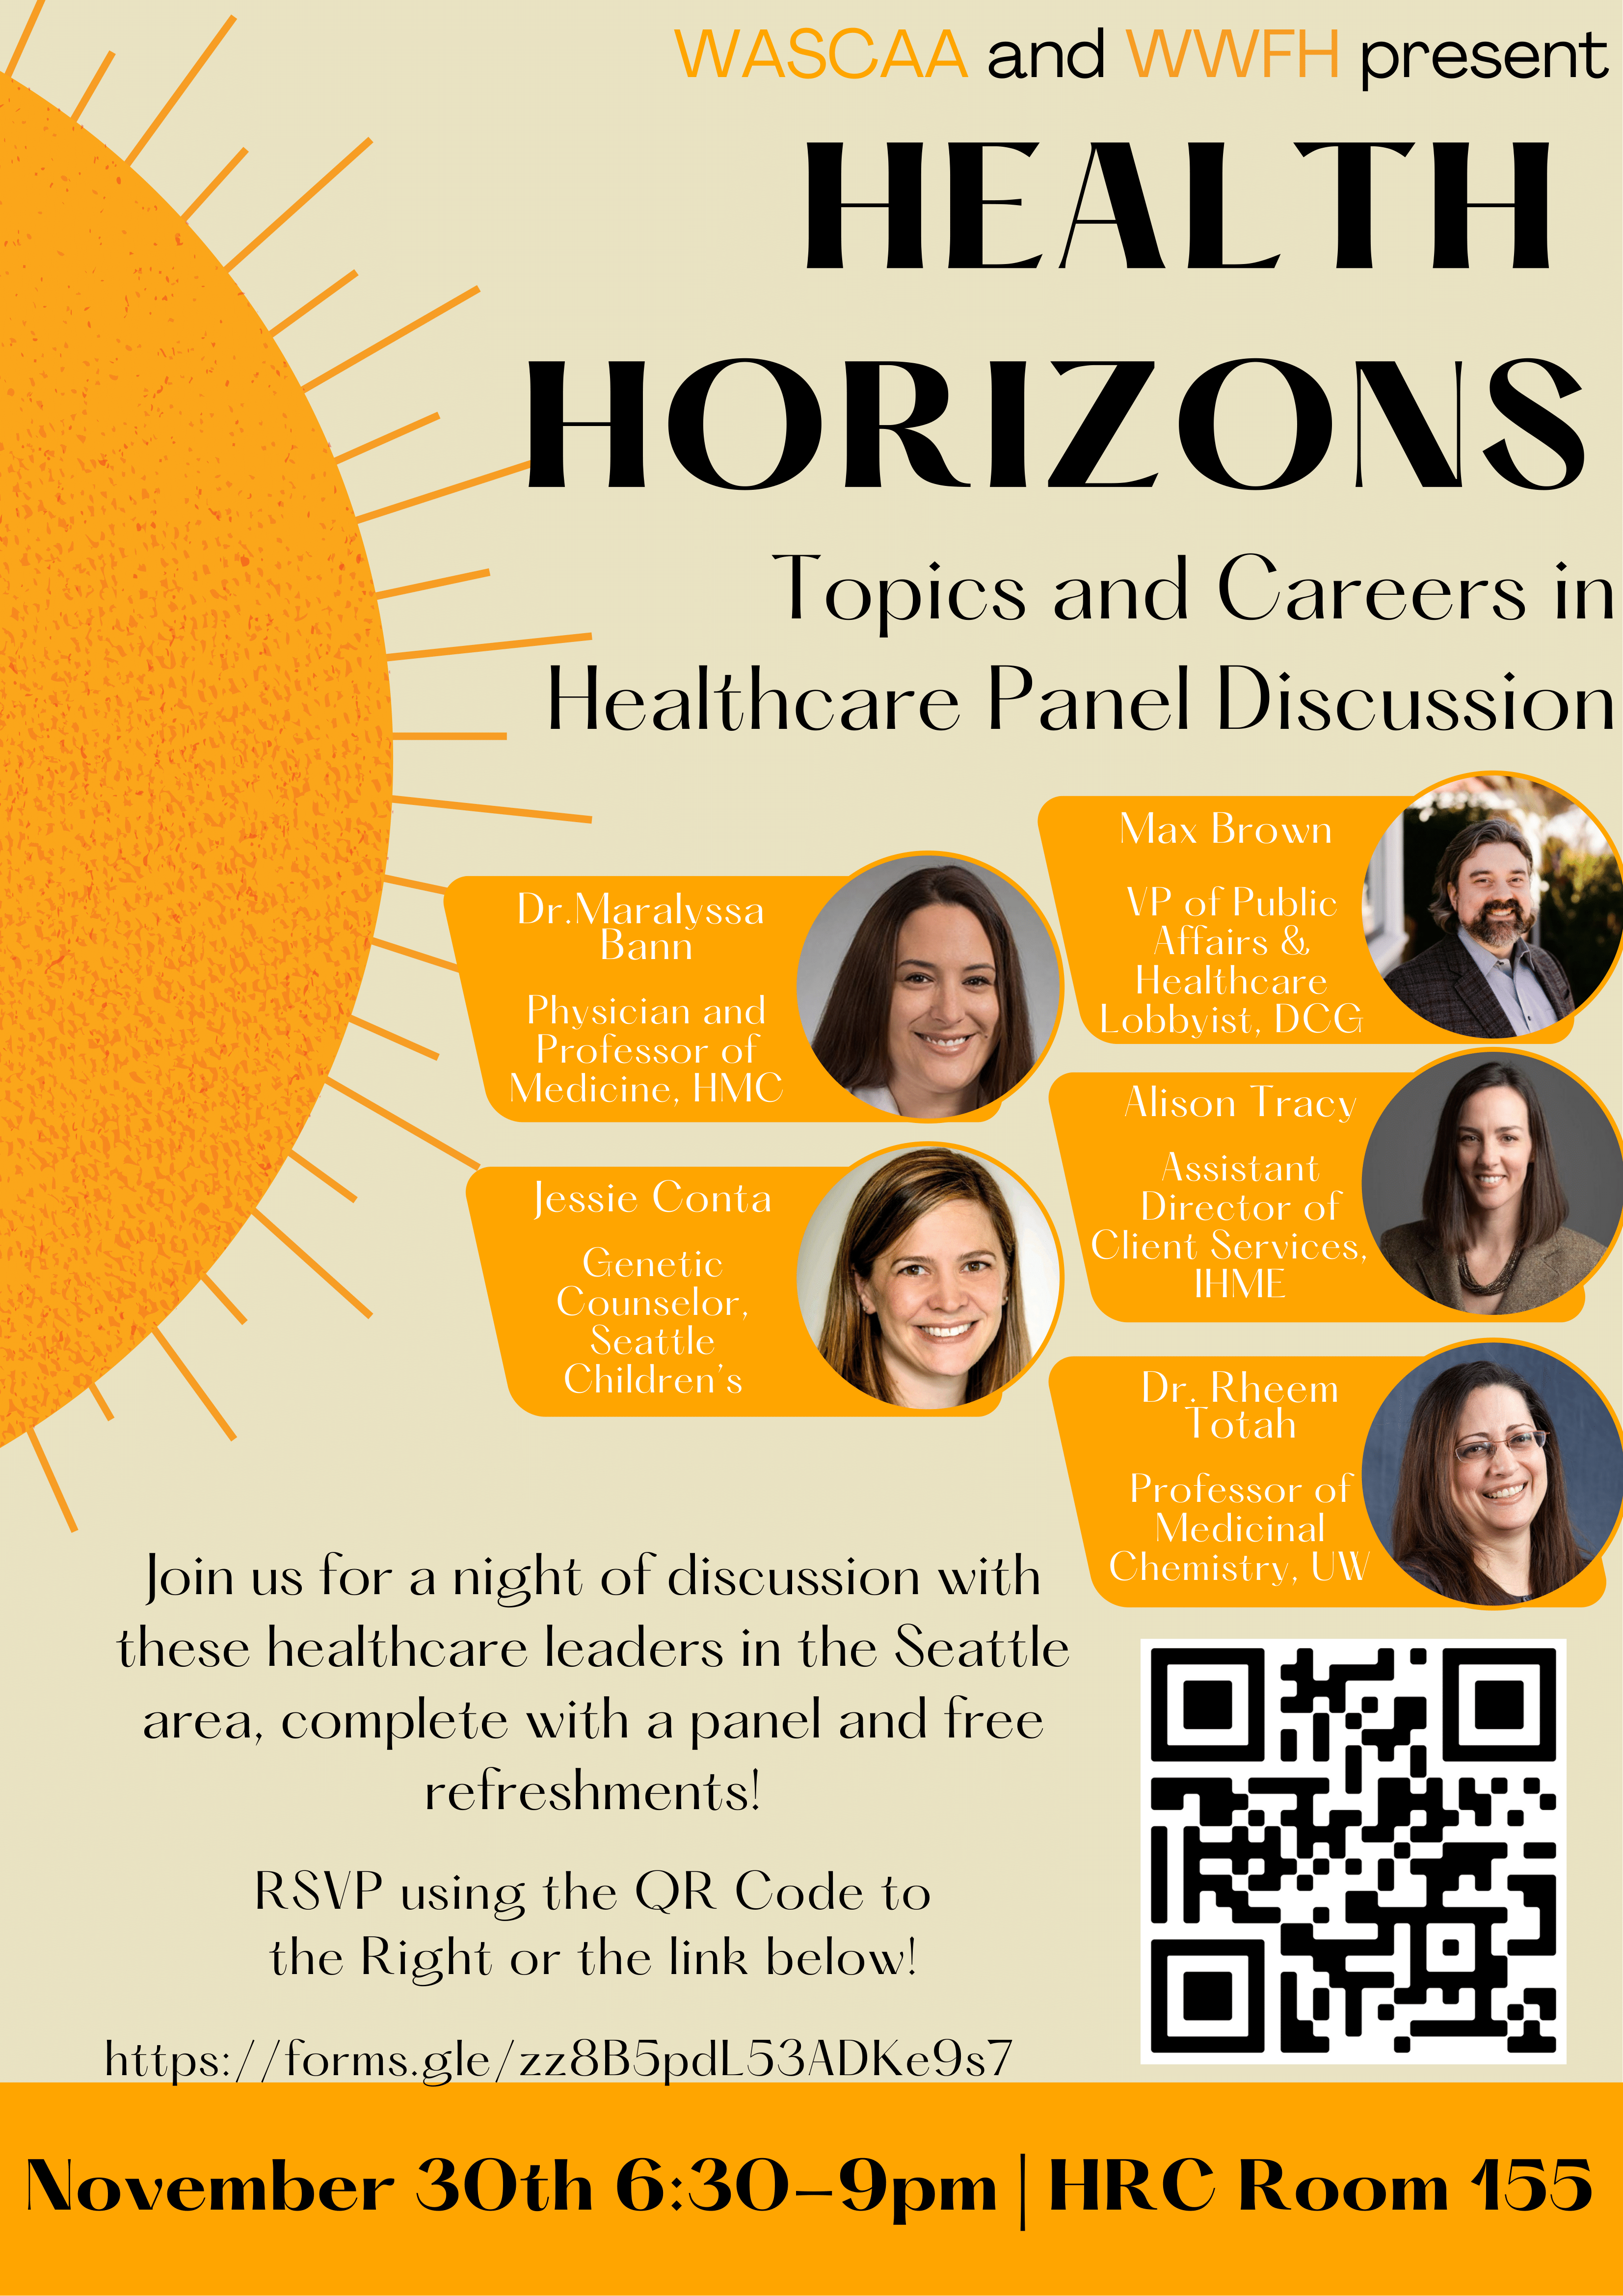 WASCAA and WWFH present
HEALTH
HORIZONS
Topics and Careers in
Healthcare Panel Discussion
Max Brown
VP of Public
Affairs &
Healthcare
Lobbyist, DCG
Dr.Maralyssa
Bann
Physician and
Professor of
Medicine, HMC
Alison Tracy
Assistant
Director of
Client Services,
IHME
Jessie Conta
Genetic
Counselor,
Seattle
Children's
Dr. Rheem
Totah
Professor of
Medicinal
Chemistry, UW
Join us for a night of discussion with
these healthcare leaders in the Seattle
area, complete with a panel and free
refreshments!
RSVP using the QR Code to
the Right or the link below!
https://forms.gle/zz8B5pdL53ADKe9s7
November 30th 6:30–9pm | HRC Room 155